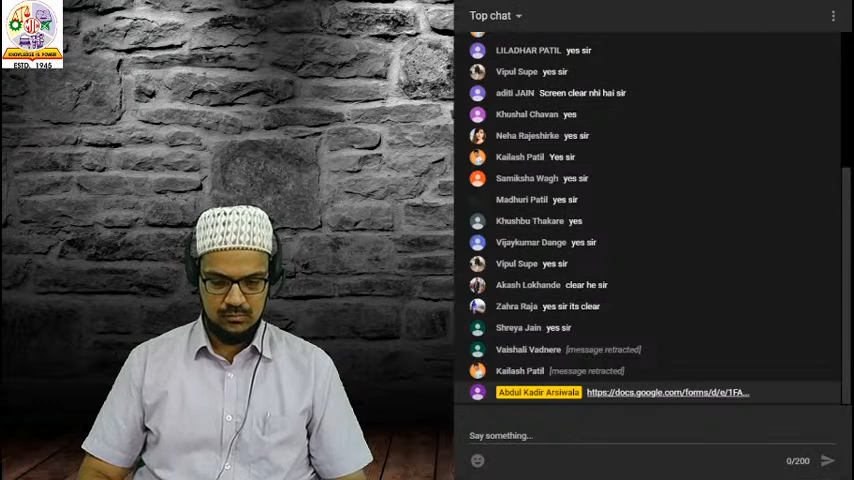 KNOWLEDGE IS POWER
ESTD. 1945
Top chat
LILADHAR PATIL yes sir
Vipul Supe yes sir
aditi JAIN Screen clear nhi hai sir
Khushal Chavan yes
Neha Rajeshirke yes sir
Kailash Patil Yes sir
Samiksha Wagh yes sir
Madhuri Patil yes sir
Khushbu Thakare yes
Vijaykumar Dange yes sir
Vipul Supe yes sir
Akash Lokhande clear he sir
Zahra Raja yes sir its clear
Shreya Jain yes sir
Vaishali Vadnere [message retracted]
Kailash Patil [message retracted]
Abdul Kadir Arsiwala https://docs.google.com/forms/d/e/1FA...
Say something...
0/200